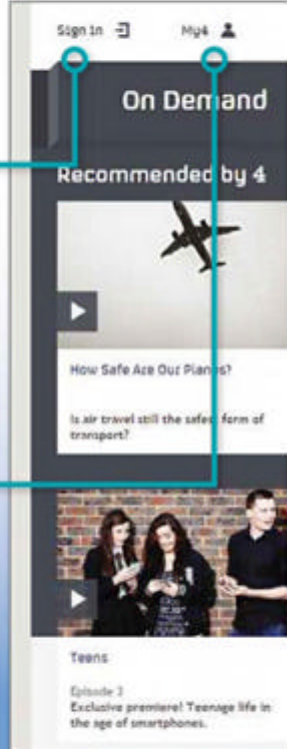 Sign in My4
On Demand
Recommended by 4
How Safe Are Our Planes?
Is air travel still the safest form of
transport?
Teens
Episode 3
Exclusive premiere! Teenage life in
the age of smartphones.